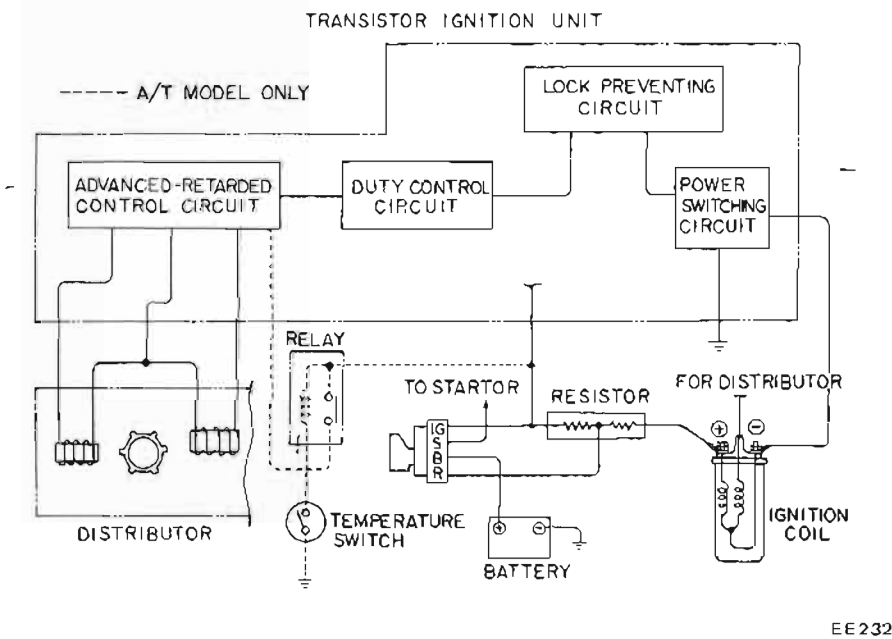 TRANSISTOR IGNITION UNIT
A/T MODEL ONLY
LOCK PREVENTING
CIRCUIT
ADVANCED-RETARDED
CONTROL CIRCUIT
DUTY CONTROL
CIRCUIT
POWER
SWITCHING
CIRCUIT
RELAY
TO STARTOR
RESISTOR
FOR DISTRIBUTOR
IG
S
B
R
+
-
+
-
DISTRIBUTOR
TEMPERATURE
SWITCH
BATTERY
IGNITION
COIL
EE232